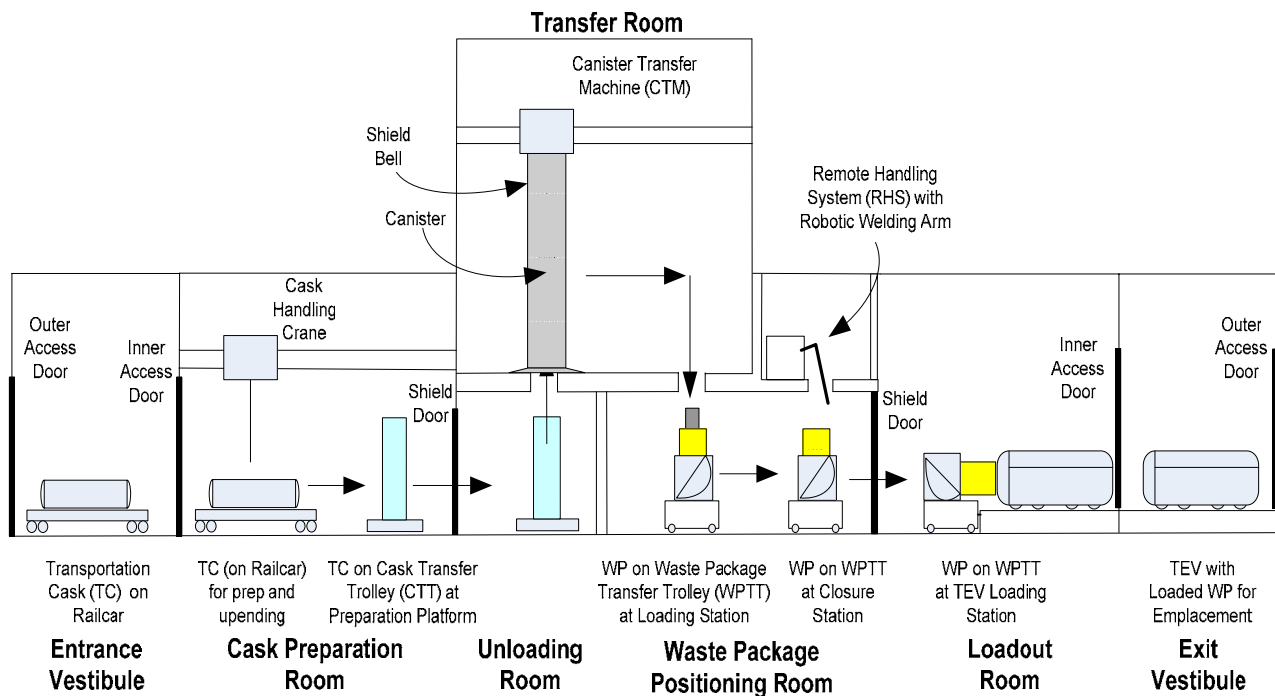 Transfer Room
Canister Transfer
Machine (CTM)
Shield
Bell
Canister
Remote Handling
System (RHS) with
Robotic Welding Arm
Cask
Handling
Crane
Outer
Access
Door
Inner
Access
Door
Shield
Door
Shield
Door
Inner
Access
Door
Outer
Access
Door
Transportation
Cask (TC) on
Railcar
TC (on Railcar)
for prep and
upending
TC on Cask Transfer
Trolley (CTT) at
Preparation Platform
WP on Waste Package
Transfer Trolley (WPTT)
at Loading Station
WP on WPTT
at Closure
Station
WP on WPTT
at TEV Loading
Station
TEV with
Loaded WP for
Emplacement
Entrance
Vestibule
Cask Preparation
Room
Unloading
Room
Waste Package
Positioning Room
Loadout
Room
Exit
Vestibule